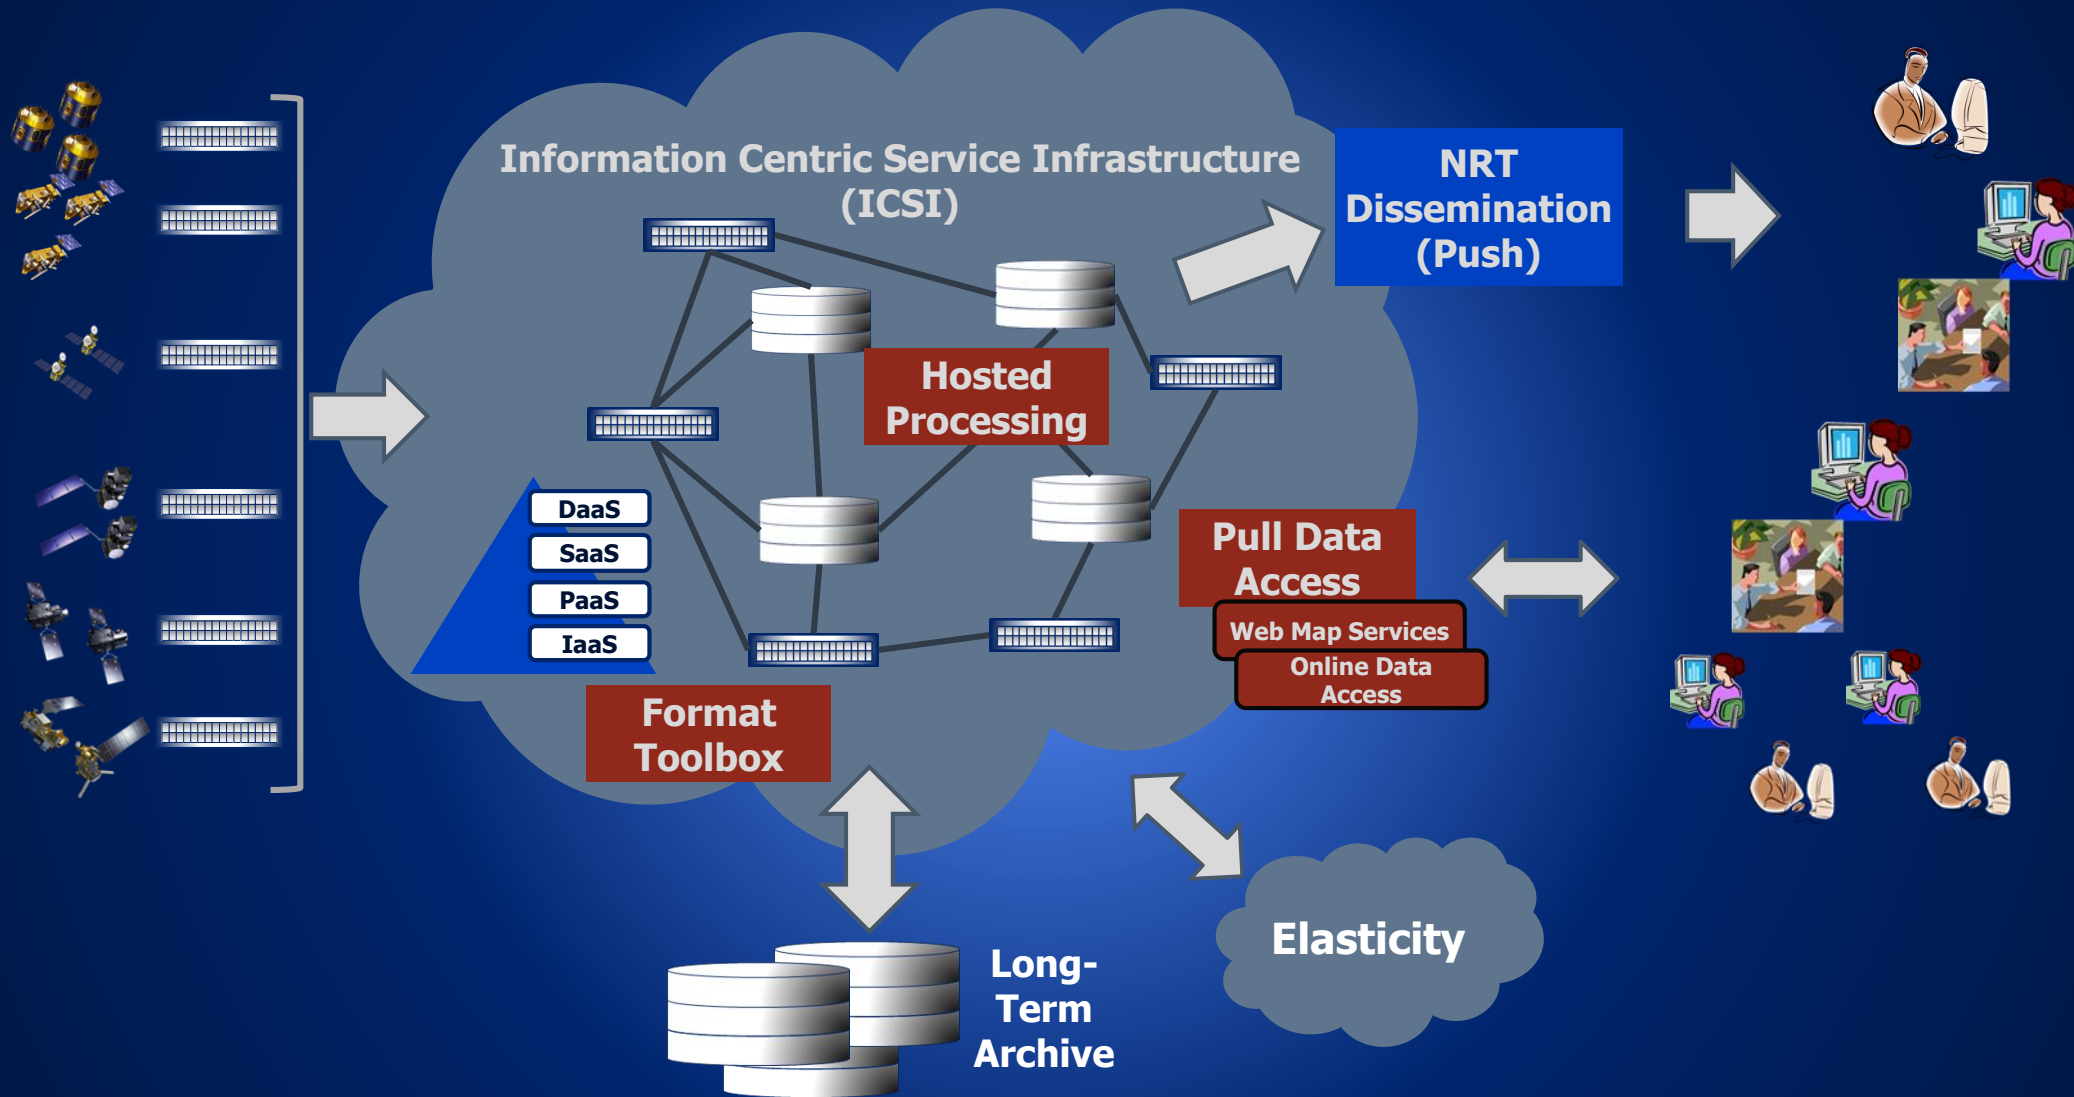 Information Centric Service Infrastructure
(ICSI)
NRT
Dissemination
(Push)
Hosted
Processing
DaaS
SaaS
PaaS
IaaS
Pull Data
Access
Web Map Services
Online Data
Access
Format
Toolbox
Elasticity
Long-
Term
Archive